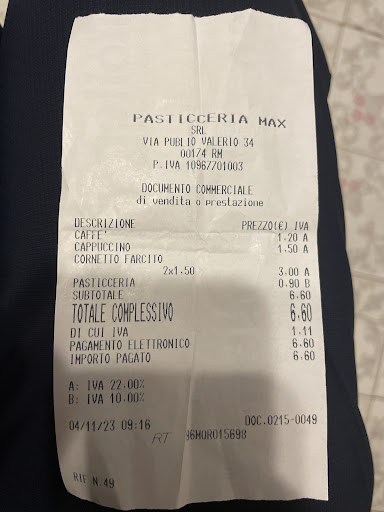 PASTICCERIA MAX
SRL
VIA PUBLIO VALERIO 34
00174 RM
P.IVA 10967701003
DOCUMENTO COMMERCIALE
di vendita o prestazione
DESCRIZIONE PREZZO(€) IVA
CAFFE' 1.20 A
CAPPUCCINO 1.50 A
CORNETTO FARCITO
2x1.50 3.00 A
PASTICCERIA 0.90 B
SUBTOTALE 6.60
TOTALE COMPLESSIVO 6.60
DI CUI IVA 1.11
PAGAMENTO ELETTRONICO 6.60
IMPORTO PAGATO 6.60
A: IVA 22.00%
B: IVA 10.00%
04/11/23 09:16 DOC.0215-0049
RT 96MOR015698
RIF N.49